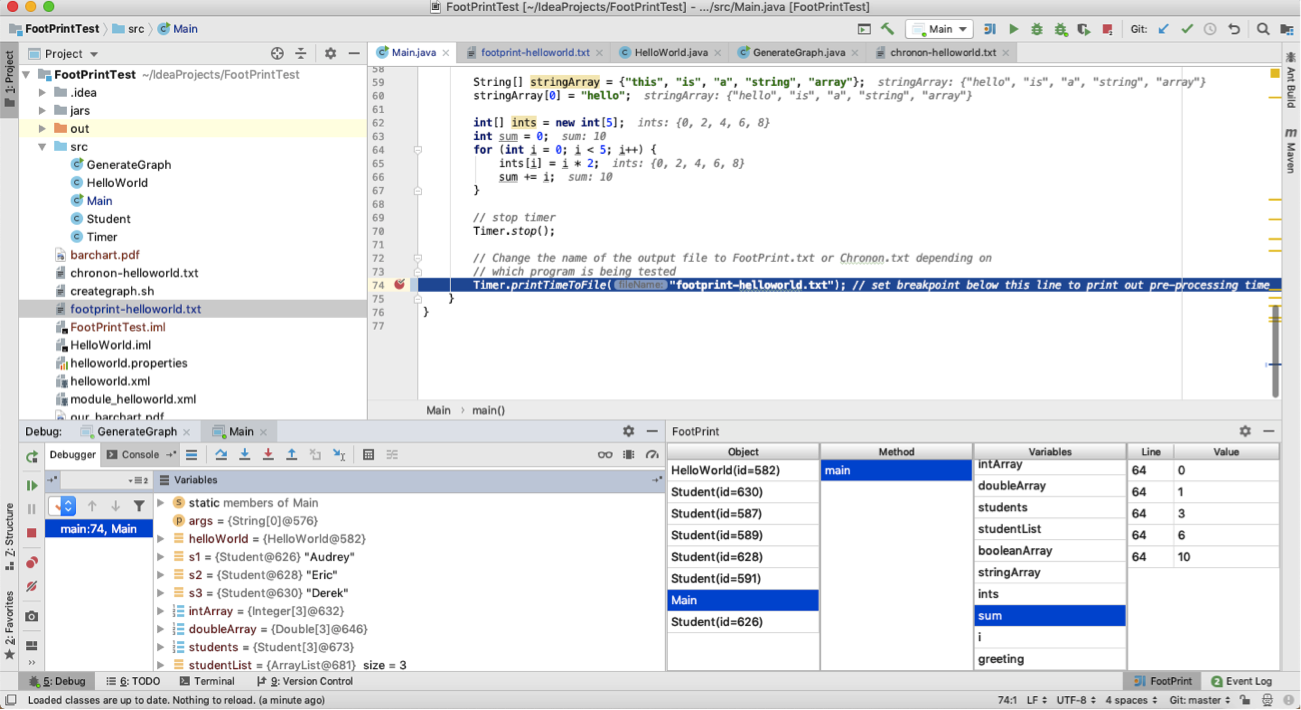 FootPrintTest [~/IdeaProjects/FootPrintTest] - .../src/Main.java [FootPrintTest]
FootPrintTest src Main
Main Git:
1: Project
Project
Main.java footprint-helloworld.txt HelloWorld.java GenerateGraph.java chronon-helloworld.txt
FootPrintTest ~/IdeaProjects/FootPrintTest
.idea
jars
out
src
GenerateGraph
HelloWorld
Main
Student
Timer
barchart.pdf
chronon-helloworld.txt
creategraph.sh
footprint-helloworld.txt
FootPrintTest.iml
HelloWorld.iml
helloworld.properties
helloworld.xml
module_helloworld.xml
our_barchart.pdf
58
59 String[] stringArray = {"this", "is", "a", "string", "array"}; stringArray: {"hello", "is", "a", "string", "array"}
60 stringArray[0] = "hello"; stringArray: {"hello", "is", "a", "string", "array"}
61
62 int[] ints = new int[5]; ints: {0, 2, 4, 6, 8}
63 int sum = 0; sum: 10
64 for (int i = 0; i < 5; i++) {
65 ints[i] = i * 2; ints: {0, 2, 4, 6, 8}
66 sum += i; sum: 10
67 }
68
69 // stop timer
70 Timer.stop();
71
72 // Change the name of the output file to FootPrint.txt or Chronon.txt depending on
73 // which program is being tested
74 Timer.printTimeToFile( fileName: "footprint-helloworld.txt"); // set breakpoint below this line to print out pre-processing time
75 }
76 }
77
Main main()
Ant Build
Maven
Debug: GenerateGraph Main
Debugger Console
Variables
main:74, Main
static members of Main
args = {String[0]@576}
helloWorld = {HelloWorld@582}
s1 = {Student@626} "Audrey"
s2 = {Student@628} "Eric"
s3 = {Student@630} "Derek"
intArray = {Integer[3]@632}
doubleArray = {Double[3]@646}
students = {Student[3]@673}
studentList = {ArrayList@681} size = 3
FootPrint
Object Method Variables Line Value
HelloWorld(id=582)
Student(id=630)
Student(id=587)
Student(id=589)
Student(id=628)
Student(id=591)
Main
Student(id=626)
main
intArray
doubleArray
students
studentList
booleanArray
stringArray
ints
sum
i
greeting
64 0
64 1
64 3
64 6
64 10
Z: Structure
2: Favorites
5: Debug 6: TODO Terminal 9: Version Control FootPrint 2 Event Log
Loaded classes are up to date. Nothing to reload. (a minute ago) 74:1 LF UTF-8 4 spaces Git: master